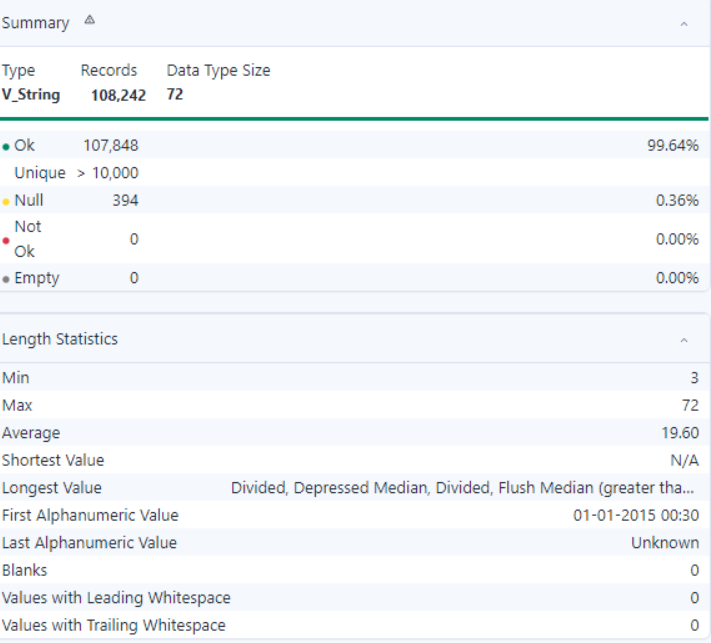 Summary
Type Records Data Type Size
V_String 108,242 72
Ok 107,848 99.64%
Unique > 10,000
Null 394 0.36%
Not
Ok 0 0.00%
Empty 0 0.00%
Length Statistics
Min 3
Max 72
Average 19.60
Shortest Value N/A
Longest Value Divided, Depressed Median, Divided, Flush Median (greater tha...
First Alphanumeric Value 01-01-2015 00:30
Last Alphanumeric Value Unknown
Blanks 0
Values with Leading Whitespace 0
Values with Trailing Whitespace 0